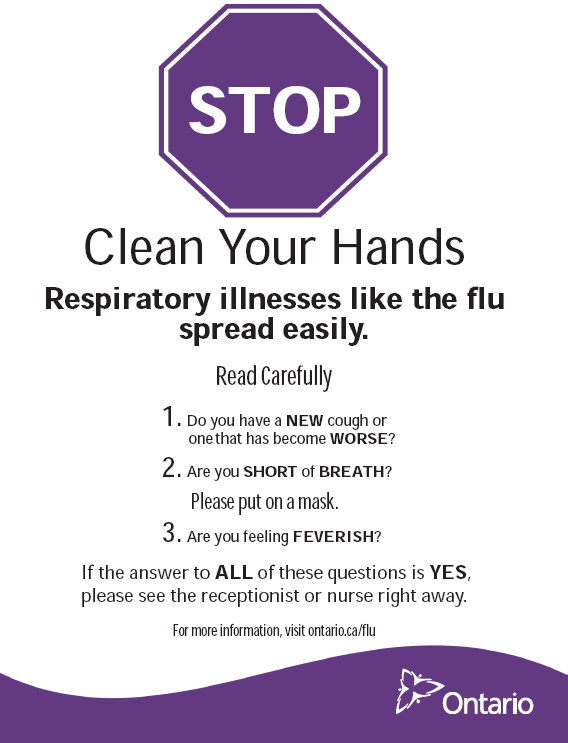 STOP
Clean Your Hands
Respiratory illnesses like the flu
spread easily.
Read Carefully
1. Do you have a NEW cough or
one that has become WORSE?
2. Are you SHORT of BREATH?
Please put on a mask.
3. Are you feeling FEVERISH?
If the answer to ALL of these questions is YES,
please see the receptionist or nurse right away.
For more information, visit ontario.ca/flu
Ontario